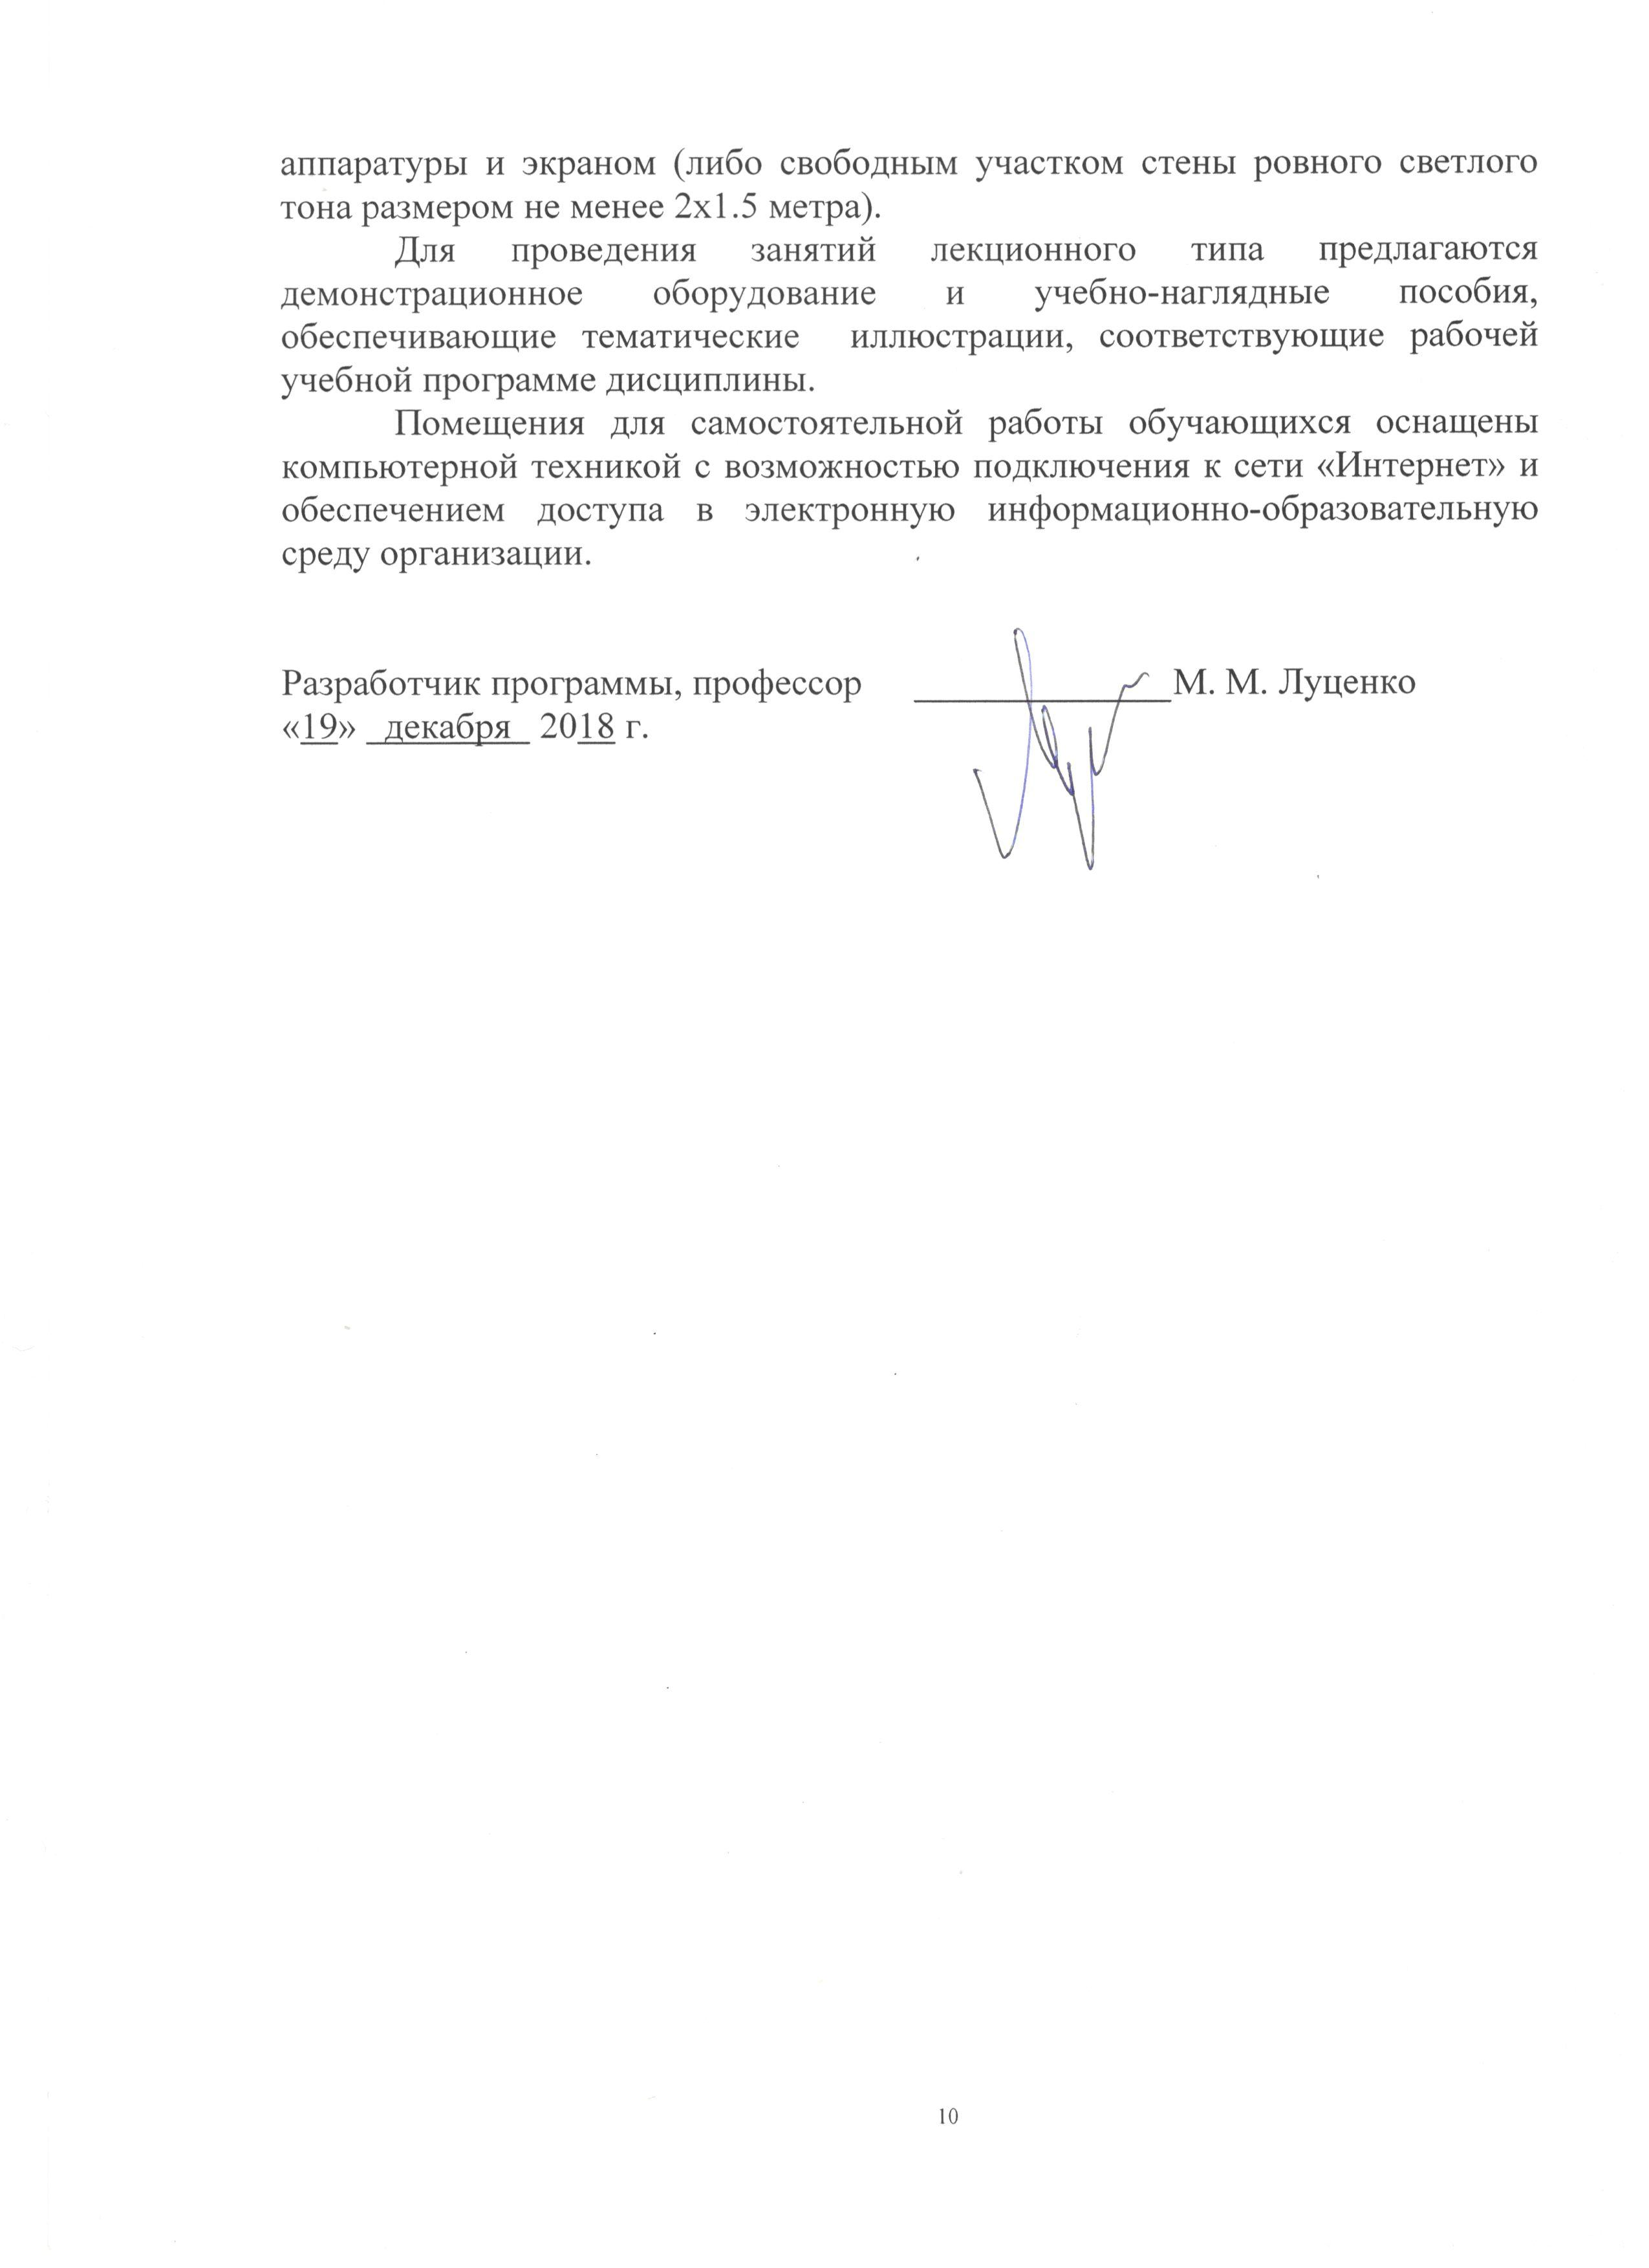 аппаратуры и экраном (либо свободным участком стены ровного светлого
тона размером не менее 2х1.5 метра).
Для проведения занятий лекционного типа предлагаются
демонстрационное оборудование и учебно-наглядные пособия,
обеспечивающие тематические иллюстрации, соответствующие рабочей
учебной программе дисциплины.
Помещения для самостоятельной работы обучающихся оснащены
компьютерной техникой с возможностью подключения к сети «Интернет» и
обеспечением доступа в электронную информационно-образовательную
среду организации.
Разработчик программы, профессор ______________ М. М. Луценко
«19» декабря 2018 г.
10